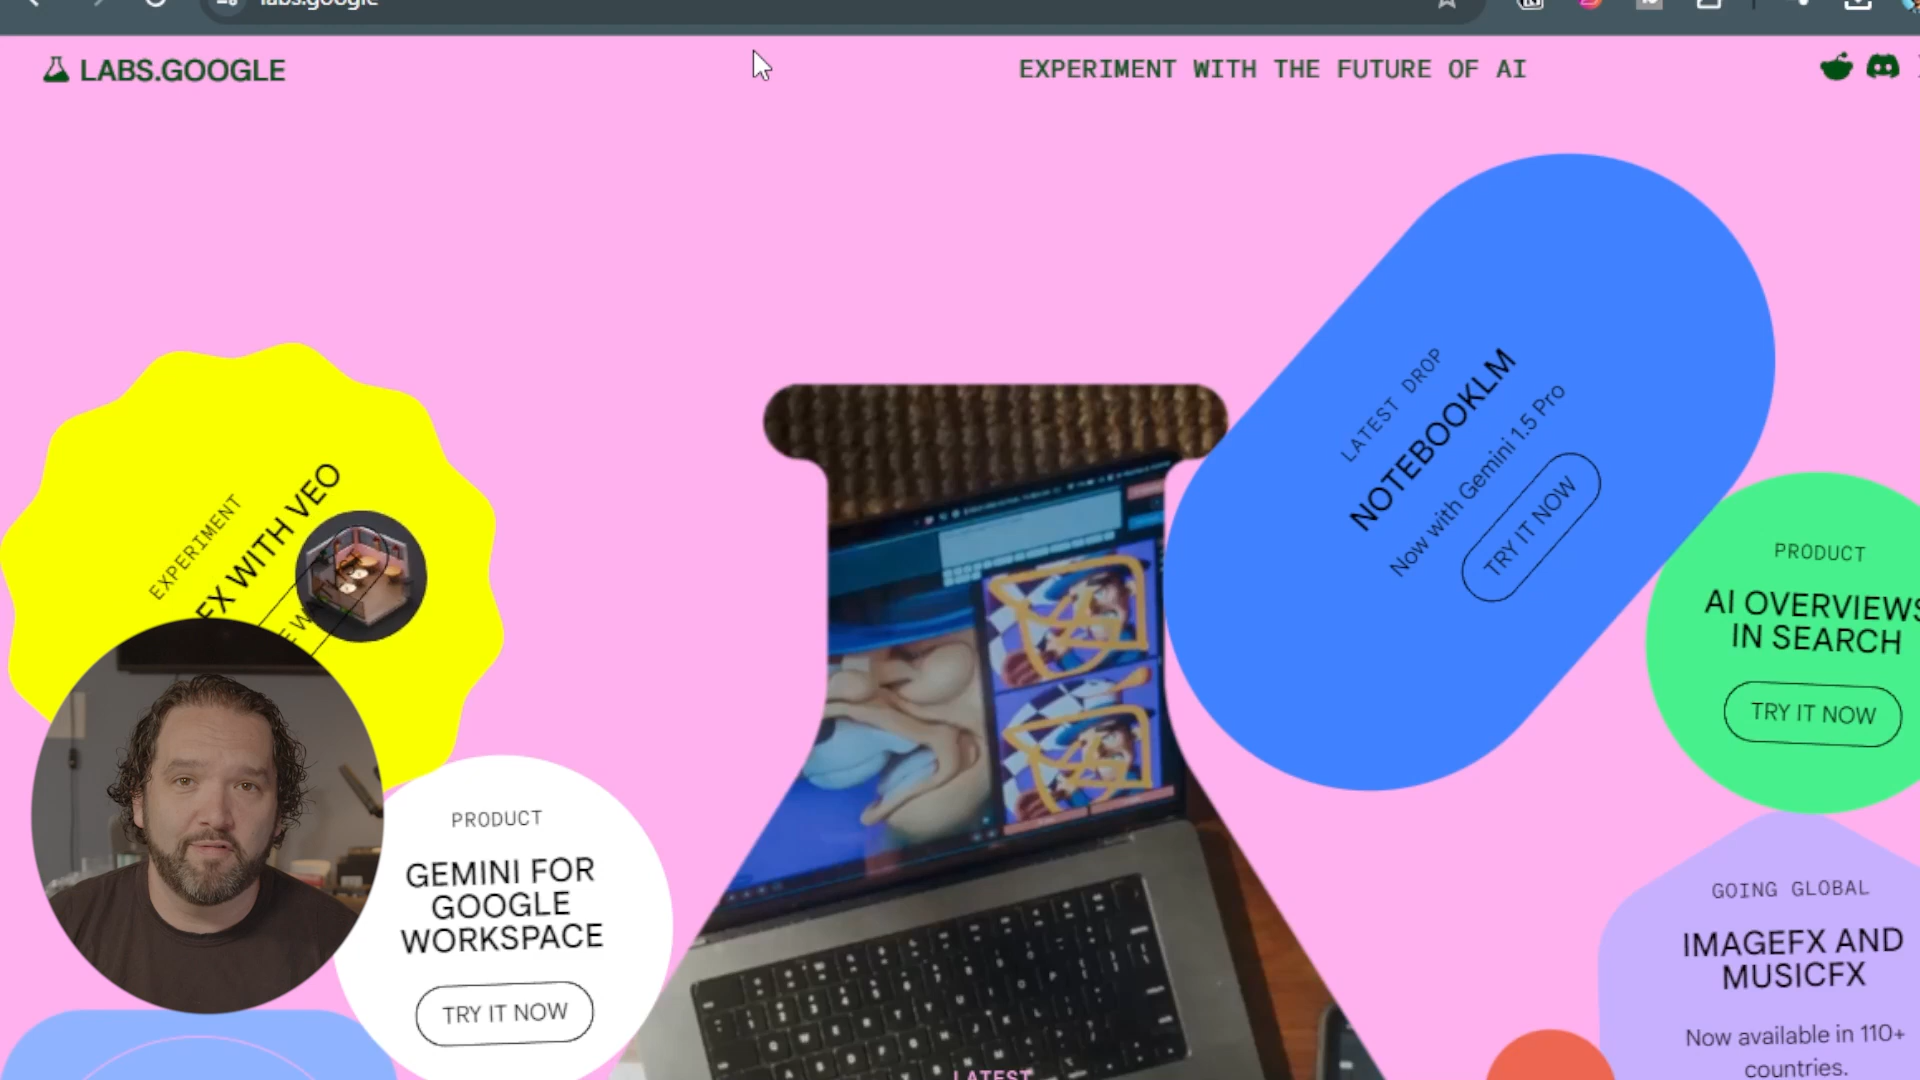 labs.google
LABS.GOOGLE
EXPERIMENT WITH THE FUTURE OF AI
LATEST DROP
NOTEBOOKLM
Now with Gemini 1.5 Pro
TRY IT NOW
EXPERIMENT
FX WITH VEO
PRODUCT
AI OVERVIEWS
IN SEARCH
TRY IT NOW
PRODUCT
GEMINI FOR
GOOGLE
WORKSPACE
TRY IT NOW
GOING GLOBAL
IMAGEFX AND
MUSICFX
Now available in 110+
countries.
LATEST